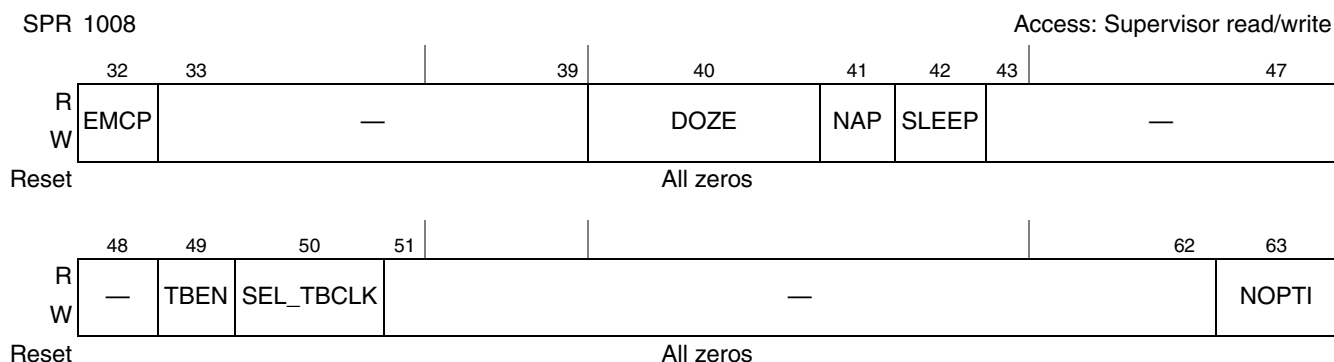 SPR 1008 Access: Supervisor read/write
32 33 39 40 41 42 43 47
R
W
EMCP — DOZE NAP SLEEP —
Reset All zeros
48 49 50 51 62 63
R
W
— TBEN SEL_TBCLK — NOPTI
Reset All zeros